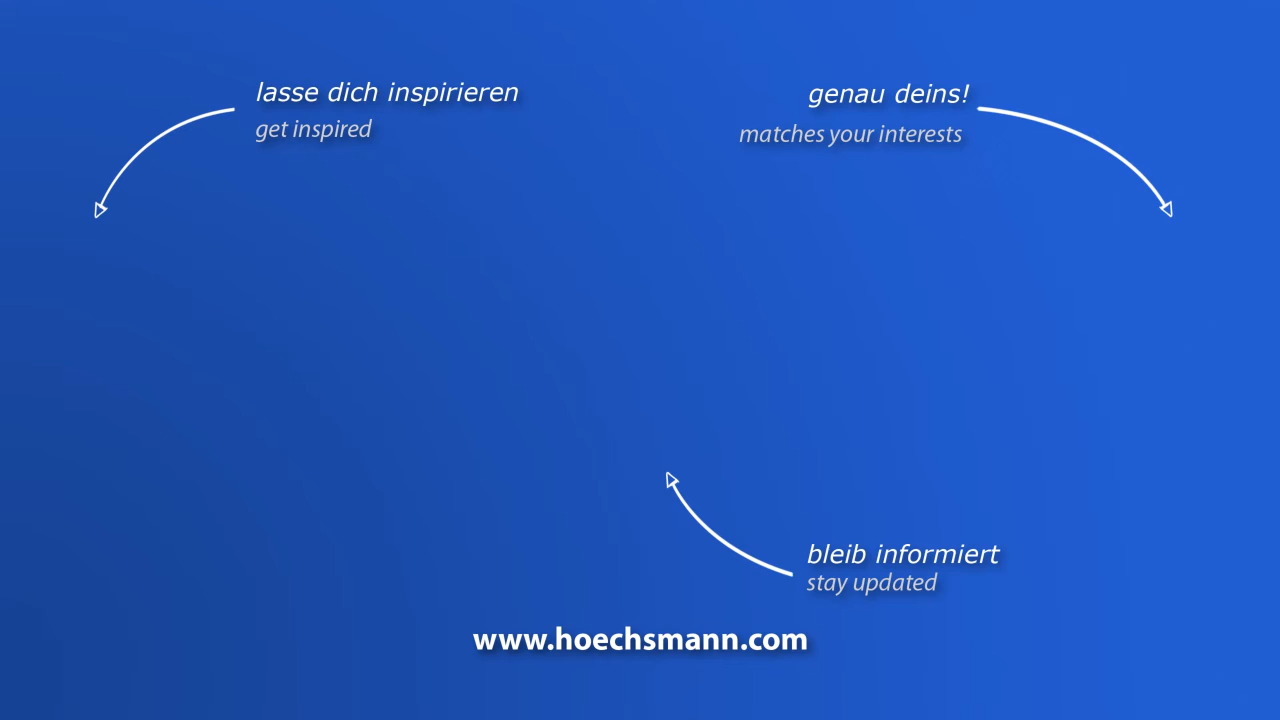 lasse dich inspirieren
get inspired
genau deins!
matches your interests
bleib informiert
stay updated
www.hoechsmann.com